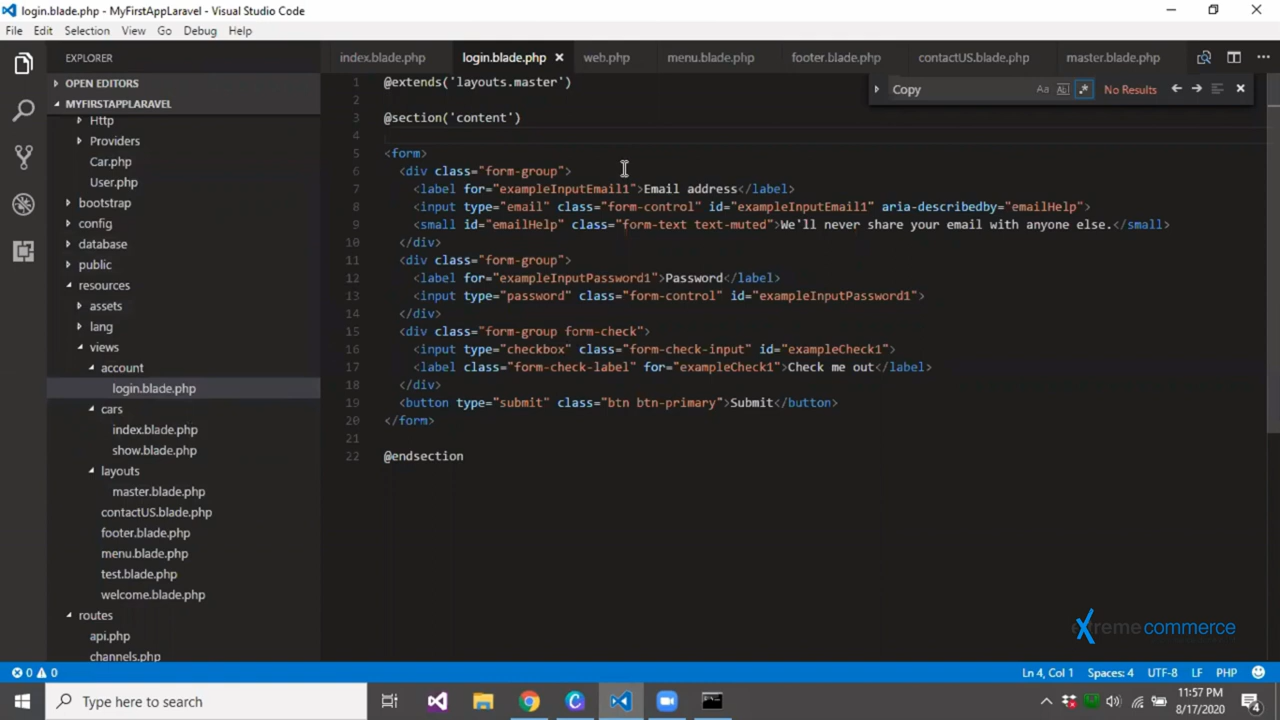 login.blade.php - MyFirstAppLaravel - Visual Studio Code
File Edit Selection View Go Debug Help
EXPLORER
OPEN EDITORS
MYFIRSTAPPLARAVEL
Http
Providers
Car.php
User.php
bootstrap
config
database
public
resources
assets
lang
views
account
login.blade.php
cars
index.blade.php
show.blade.php
layouts
master.blade.php
contactUS.blade.php
footer.blade.php
menu.blade.php
test.blade.php
welcome.blade.php
routes
api.php
channels.php
index.blade.php login.blade.php web.php menu.blade.php footer.blade.php contactUS.blade.php master.blade.php
Copy Aa Ab| .* No Results
1 @extends('layouts.master')
2
3 @section('content')
4
5 <form>
6 <div class="form-group">
7 <label for="exampleInputEmail1">Email address</label>
8 <input type="email" class="form-control" id="exampleInputEmail1" aria-describedby="emailHelp">
9 <small id="emailHelp" class="form-text text-muted">We'll never share your email with anyone else.</small>
10 </div>
11 <div class="form-group">
12 <label for="exampleInputPassword1">Password</label>
13 <input type="password" class="form-control" id="exampleInputPassword1">
14 </div>
15 <div class="form-group form-check">
16 <input type="checkbox" class="form-check-input" id="exampleCheck1">
17 <label class="form-check-label" for="exampleCheck1">Check me out</label>
18 </div>
19 <button type="submit" class="btn btn-primary">Submit</button>
20 </form>
21
22 @endsection
extreme commerce
0 0 Ln 4, Col 1 Spaces: 4 UTF-8 LF PHP
Type here to search
11:57 PM
8/17/2020
4